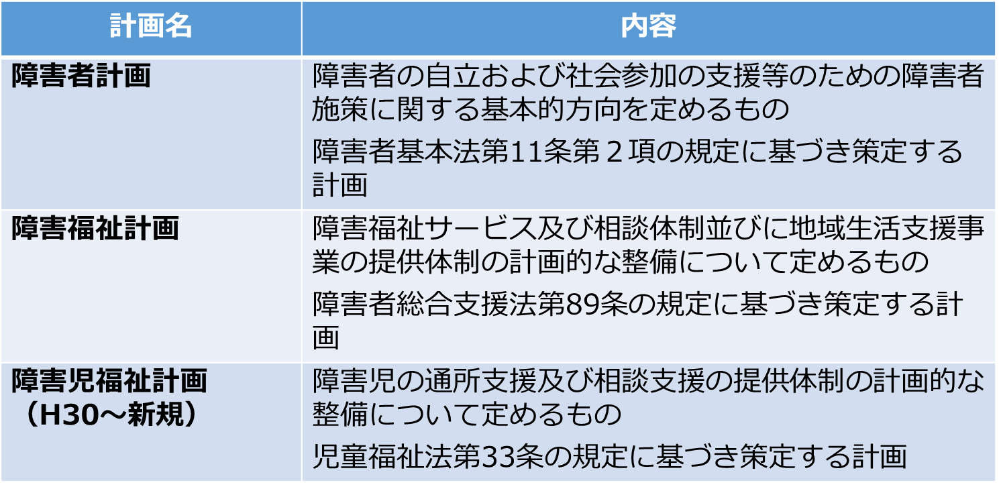 計画名
内容
障害者計画
障害者の自立および社会参加の支援等のための障害者
施策に関する基本的方向を定めるもの
障害者基本法第11条第２項の規定に基づき策定する
計画
障害福祉計画
障害福祉サービス及び相談体制並びに地域生活支援事
業の提供体制の計画的な整備について定めるもの
障害者総合支援法第89条の規定に基づき策定する計
画
障害児福祉計画
（H30～新規）
障害児の通所支援及び相談支援の提供体制の計画的な
整備について定めるもの
児童福祉法第33条の規定に基づき策定する計画